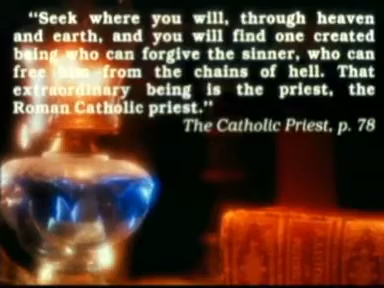 "Seek where you will, through heaven
and earth, and you will find one created
being who can forgive the sinner, who can
free him from the chains of hell. That
extraordinary being is the priest, the
Roman Catholic priest."
The Catholic Priest, p. 78